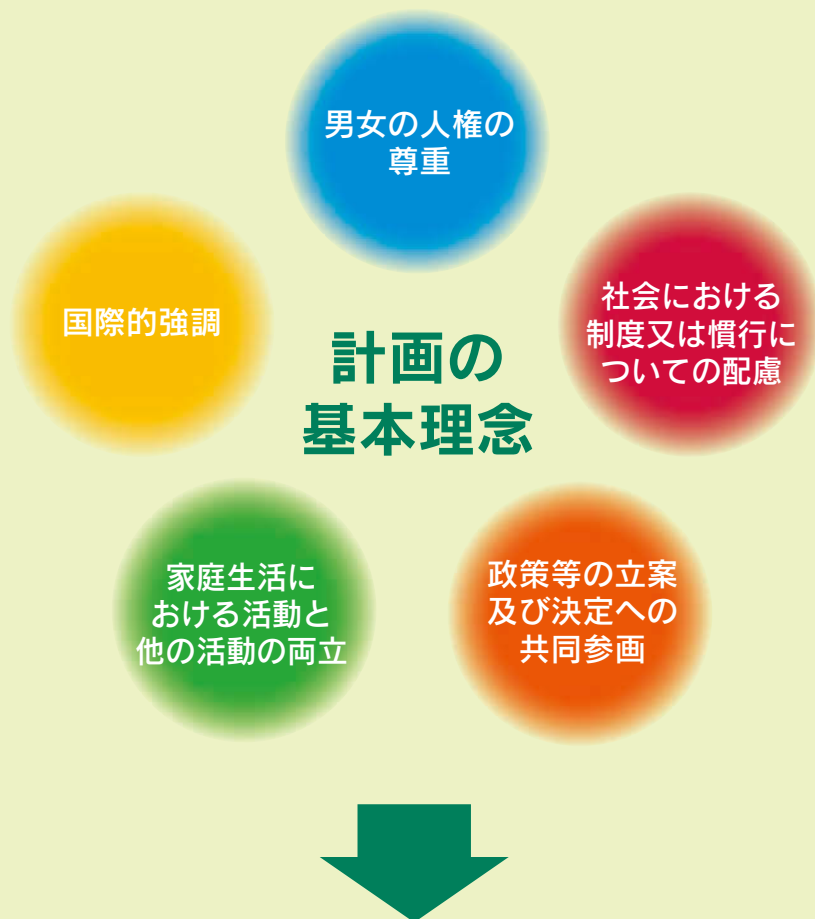 男女の人権の
尊重
国際的強調
社会における
制度又は慣行に
ついての配慮
計画の
基本理念
家庭生活に
おける活動と
他の活動の両立
政策等の立案
及び決定への
共同参画